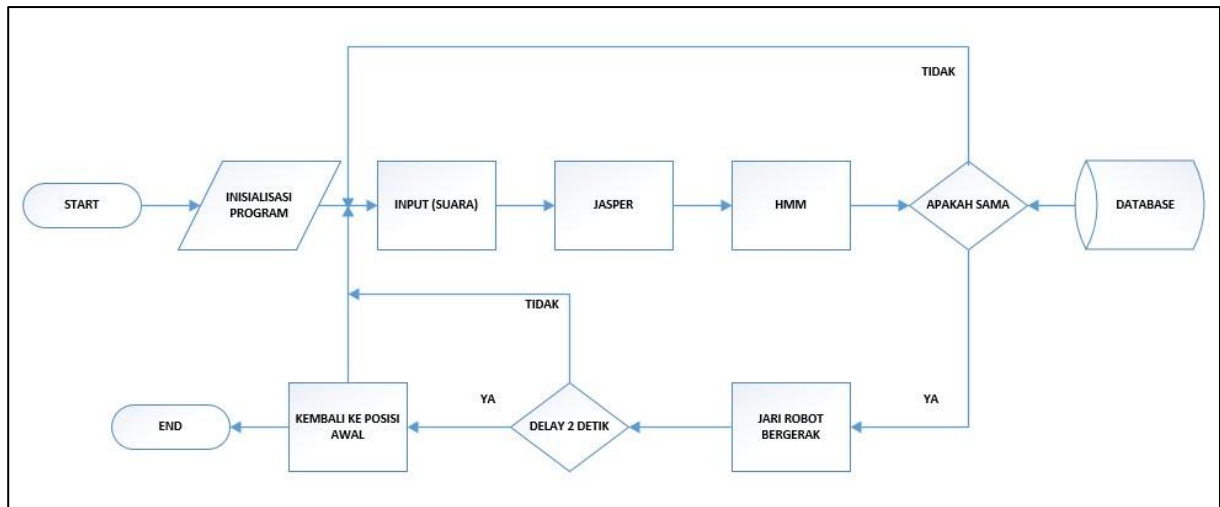 TIDAK
START
INISIALISASI
PROGRAM
INPUT (SUARA)
JASPER
HMM
APAKAH SAMA
DATABASE
TIDAK
END
KEMBALI KE POSISI
AWAL
YA
DELAY 2 DETIK
JARI ROBOT
BERGERAK
YA